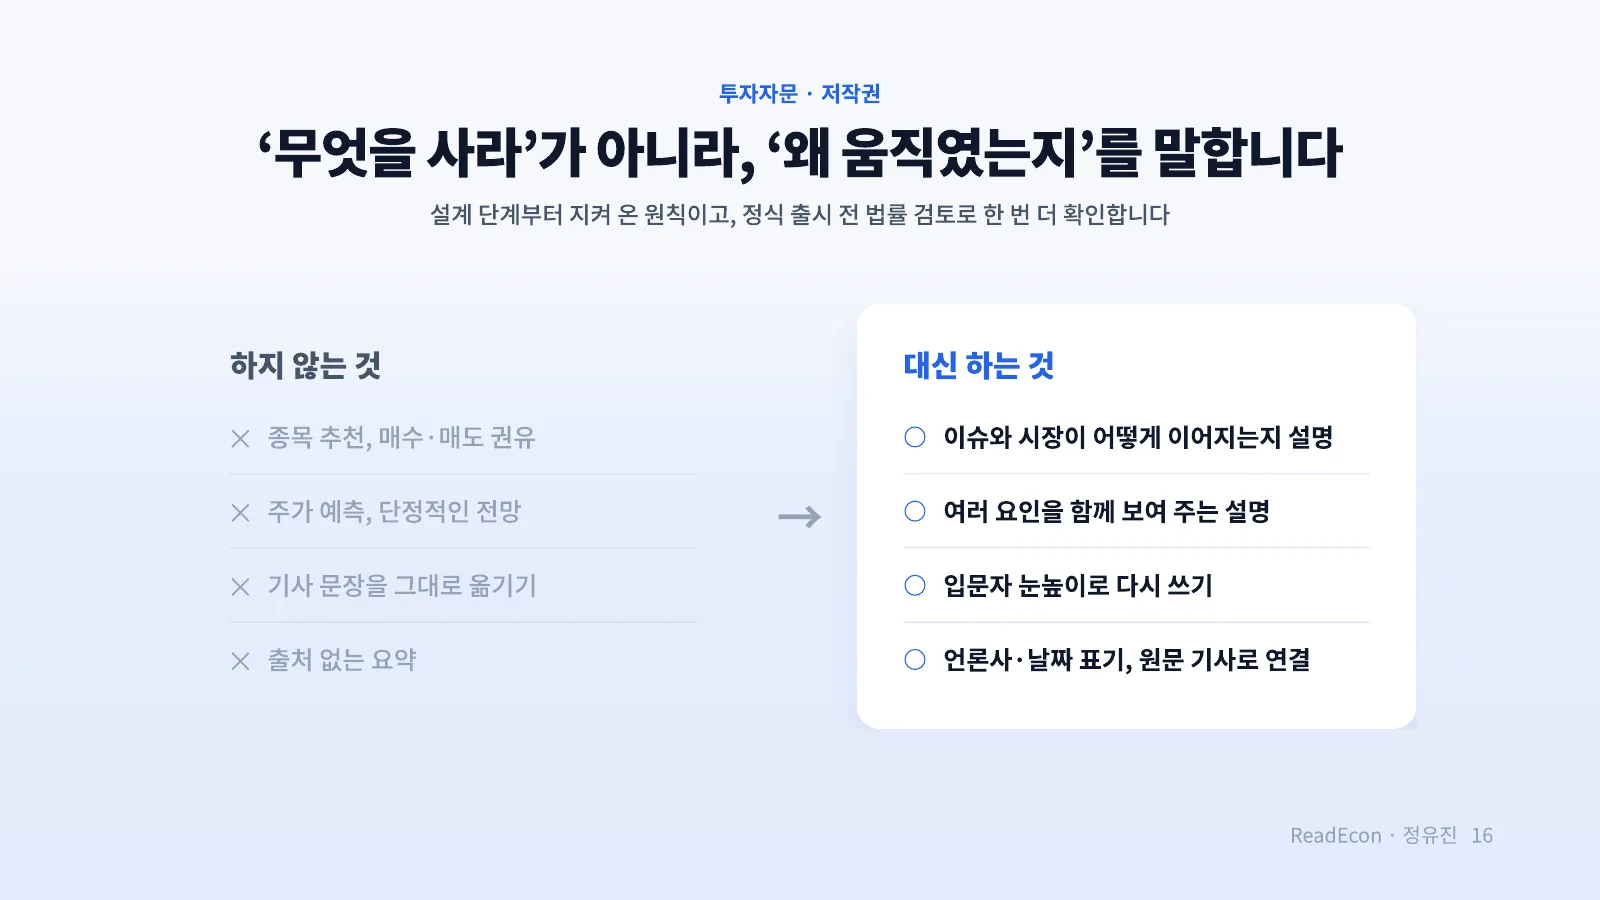 투자자문 · 저작권
‘무엇을 사라’가 아니라, ‘왜 움직였는지’를 말합니다
설계 단계부터 지켜 온 원칙이고, 정식 출시 전 법률 검토로 한 번 더 확인합니다
하지 않는 것
× 종목 추천, 매수·매도 권유
× 주가 예측, 단정적인 전망
× 기사 문장을 그대로 옮기기
× 출처 없는 요약
→
대신 하는 것
○ 이슈와 시장이 어떻게 이어지는지 설명
○ 여러 요인을 함께 보여 주는 설명
○ 입문자 눈높이로 다시 쓰기
○ 언론사·날짜 표기, 원문 기사로 연결
ReadEcon · 정유진 16